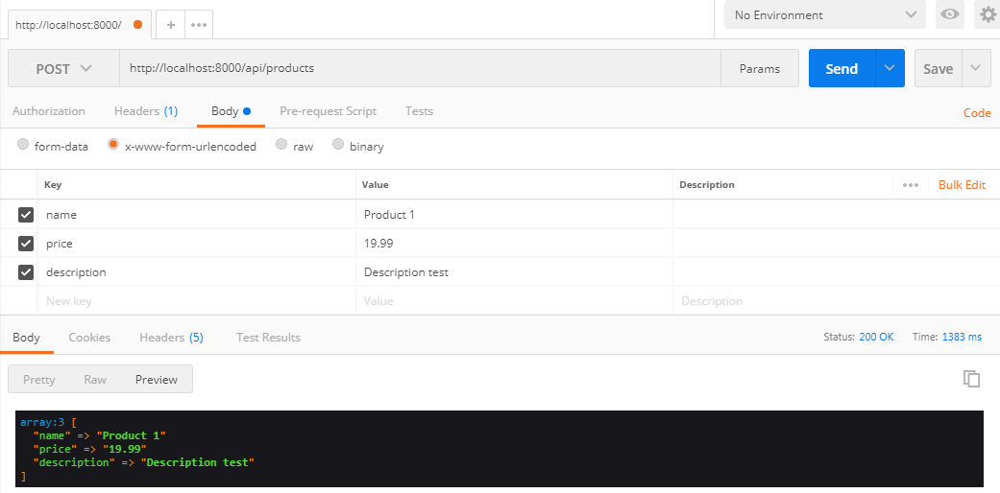 http://localhost:8000/
No Environment
POST http://localhost:8000/api/products Params Send Save
Authorization Headers (1) Body Pre-request Script Tests Code
form-data x-www-form-urlencoded raw binary
Key Value Description Bulk Edit
name Product 1
price 19.99
description Description test
New key Value Description
Body Cookies Headers (5) Test Results Status: 200 OK Time: 1383 ms
Pretty Raw Preview
array:3 [
"name" => "Product 1"
"price" => "19.99"
"description" => "Description test"
]